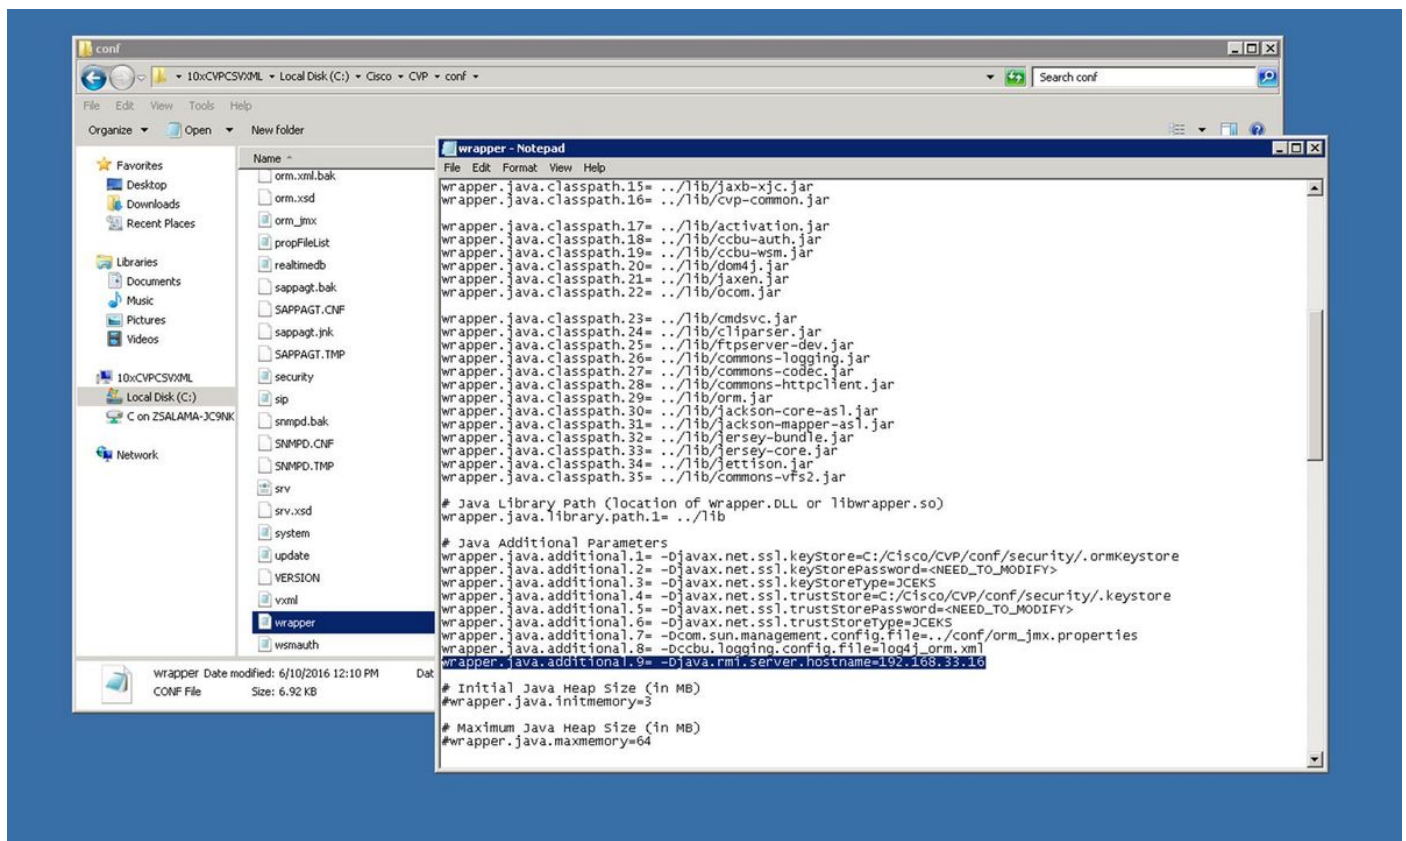 conf
10xCVPCSVXML Local Disk (C:) Cisco CVP conf
Search conf
File Edit View Tools Help
Organize Open New folder
Favorites
Desktop
Downloads
Recent Places
Libraries
Documents
Music
Pictures
Videos
10xCVPCSVXML
Local Disk (C:)
C on ZSALAMA-JC9NK
Network
Name
orm.xml.bak
orm.xsd
orm_jmx
propFileList
realtimedb
sappagt.bak
SAPPAGT.CNF
sappagt.jnk
SAPPAGT.TMP
security
sip
snmpd.bak
SNMPD.CNF
SNMPD.TMP
srv
srv.xsd
system
update
VERSION
vxml
wrapper
wsmauth
wrapper Date modified: 6/10/2016 12:10 PM Dat
CONF File Size: 6.92 KB
wrapper - Notepad
File Edit Format View Help
wrapper.java.classpath.15= ../lib/jaxb-xjc.jar
wrapper.java.classpath.16= ../lib/cvp-common.jar
wrapper.java.classpath.17= ../lib/activation.jar
wrapper.java.classpath.18= ../lib/ccbu-auth.jar
wrapper.java.classpath.19= ../lib/ccbu-wsm.jar
wrapper.java.classpath.20= ../lib/dom4j.jar
wrapper.java.classpath.21= ../lib/jaxen.jar
wrapper.java.classpath.22= ../lib/ocom.jar
wrapper.java.classpath.23= ../lib/cmdsvc.jar
wrapper.java.classpath.24= ../lib/cliparser.jar
wrapper.java.classpath.25= ../lib/ftpserver-dev.jar
wrapper.java.classpath.26= ../lib/commons-logging.jar
wrapper.java.classpath.27= ../lib/commons-codec.jar
wrapper.java.classpath.28= ../lib/commons-httpclient.jar
wrapper.java.classpath.29= ../lib/orm.jar
wrapper.java.classpath.30= ../lib/jackson-core-asl.jar
wrapper.java.classpath.31= ../lib/jackson-mapper-asl.jar
wrapper.java.classpath.32= ../lib/jersey-bundle.jar
wrapper.java.classpath.33= ../lib/jersey-core.jar
wrapper.java.classpath.34= ../lib/jettison.jar
wrapper.java.classpath.35= ../lib/commons-vfs2.jar
# Java Library Path (location of Wrapper.DLL or libwrapper.so)
wrapper.java.library.path.1= ../lib
# Java Additional Parameters
wrapper.java.additional.1= -Djavax.net.ssl.keyStore=C:/Cisco/CVP/conf/security/.ormKeystore
wrapper.java.additional.2= -Djavax.net.ssl.keyStorePassword=<NEED_TO_MODIFY>
wrapper.java.additional.3= -Djavax.net.ssl.keyStoreType=JCEKS
wrapper.java.additional.4= -Djavax.net.ssl.trustStore=C:/Cisco/CVP/conf/security/.keystore
wrapper.java.additional.5= -Djavax.net.ssl.trustStorePassword=<NEED_TO_MODIFY>
wrapper.java.additional.6= -Djavax.net.ssl.trustStoreType=JCEKS
wrapper.java.additional.7= -Dcom.sun.management.config.file=../conf/orm_jmx.properties
wrapper.java.additional.8= -Dccbu.logging.config.file=log4j_orm.xml
wrapper.java.additional.9= -Djava.rmi.server.hostname=192.168.33.16
# Initial Java Heap Size (in MB)
#wrapper.java.initmemory=3
# Maximum Java Heap Size (in MB)
#wrapper.java.maxmemory=64